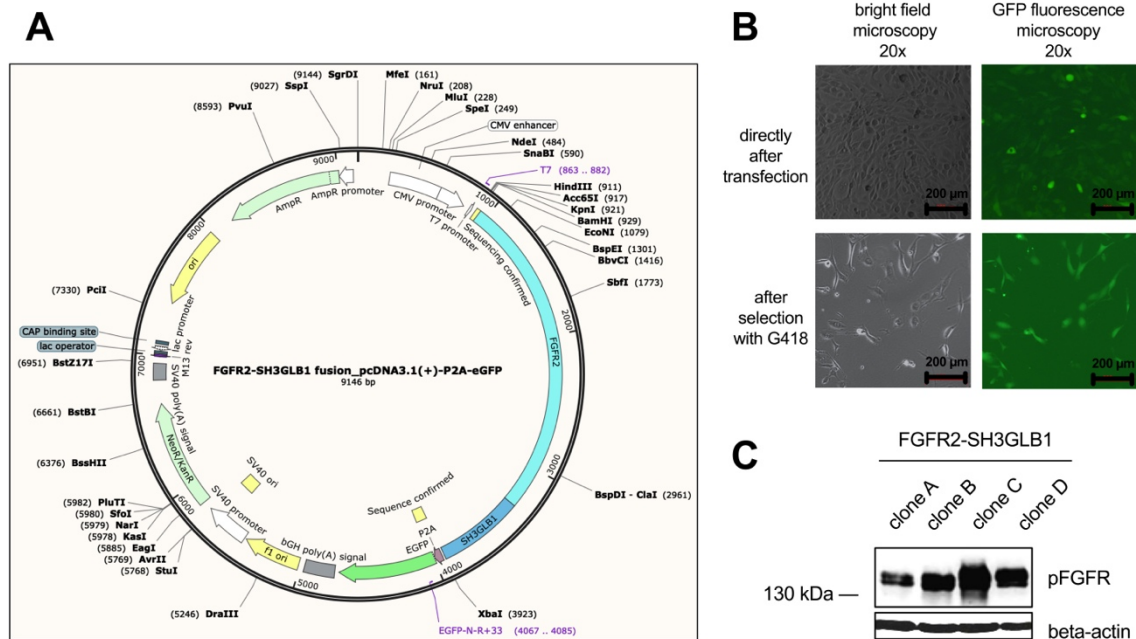 A
(9144) SgrDI
(9027) SspI
(8593) PvuI
MfeI (161)
NruI (208)
MluI (228)
SpeI (249)
CMV enhancer
NdeI (484)
SnaBI (590)
T7 (863 .. 882)
HindIII (911)
Acc65I (917)
KpnI (921)
BamHI (929)
EcoNI (1079)
BspEI (1301)
BbvCI (1416)
SbfI (1773)
BspDI - ClaI (2961)
XbaI (3923)
EGFP-N-R+33 (4067 .. 4085)
(5246) DraIII
(5768) StuI
(5769) AvrII
(5885) EagI
(5978) KasI
(5979) NarI
(5980) SfoI
(5982) PluTI
(6376) BssHII
(6661) BstBI
(6951) BstZ17I
lac operator
CAP binding site
(7330) PciI
9000
1000
2000
3000
4000
5000
6000
7000
8000
AmpR promoter
AmpR
CMV promoter
T7 promoter
Sequencing confirmed
FGFR2
SH3GLB1
P2A
EGFP
Sequence confirmed
bGH poly(A) signal
f1 ori
SV40 promoter
SV40 ori
NeoR/KanR
SV40 poly(A) signal
M13 rev
lac promoter
ori
FGFR2-SH3GLB1 fusion_pcDNA3.1(+)-P2A-eGFP
9146 bp
B
bright field
microscopy
20x
GFP fluorescence
microscopy
20x
directly
after
transfection
200 µm
200 µm
after
selection
with G418
200 µm
200 µm
C
FGFR2-SH3GLB1
clone A
clone B
clone C
clone D
130 kDa
pFGFR
beta-actin